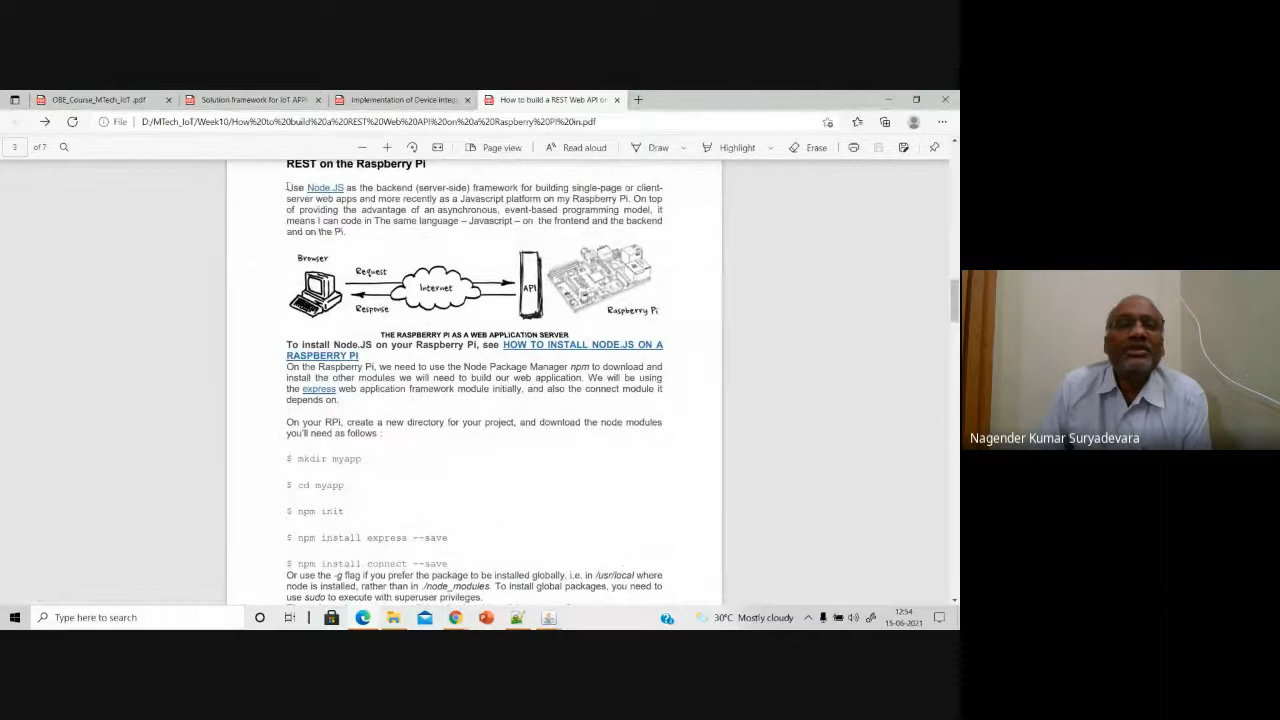 OBE_Course_MTech_IoT .pdf
Solution framework for IoT APPl
Implementation of Device integ
How to build a REST Web API on
File D:/MTech_IoT/Week10/How%20to%20build%20a%20REST%20Web%20API%20on%20a%20Raspberry%20PI%20in.pdf
3 of 7
Page view
Read aloud
Draw
Highlight
Erase
REST on the Raspberry Pi
Use Node.JS as the backend (server-side) framework for building single-page or client-
server web apps and more recently as a Javascript platform on my Raspberry Pi. On top
of providing the advantage of an asynchronous, event-based programming model, it
means I can code in The same language – Javascript – on the frontend and the backend
and on the Pi.
Browser
Request
Internet
API
Response
Raspberry Pi
THE RASPBERRY PI AS A WEB APPLICATION SERVER
To install Node.JS on your Raspberry Pi, see HOW TO INSTALL NODE.JS ON A
RASPBERRY PI
On the Raspberry Pi, we need to use the Node Package Manager npm to download and
install the other modules we will need to build our web application. We will be using
the express web application framework module initially, and also the connect module it
depends on.
On your RPi, create a new directory for your project, and download the node modules
you'll need as follows :
$ mkdir myapp
$ cd myapp
$ npm init
$ npm install express --save
$ npm install connect --save
Or use the -g flag if you prefer the package to be installed globally, i.e. in /usr/local where
node is installed, rather than in ./node_modules. To install global packages, you need to
use sudo to execute with superuser privileges.
Type here to search
30°C Mostly cloudy
12:54
15-06-2021
Nagender Kumar Suryadevara